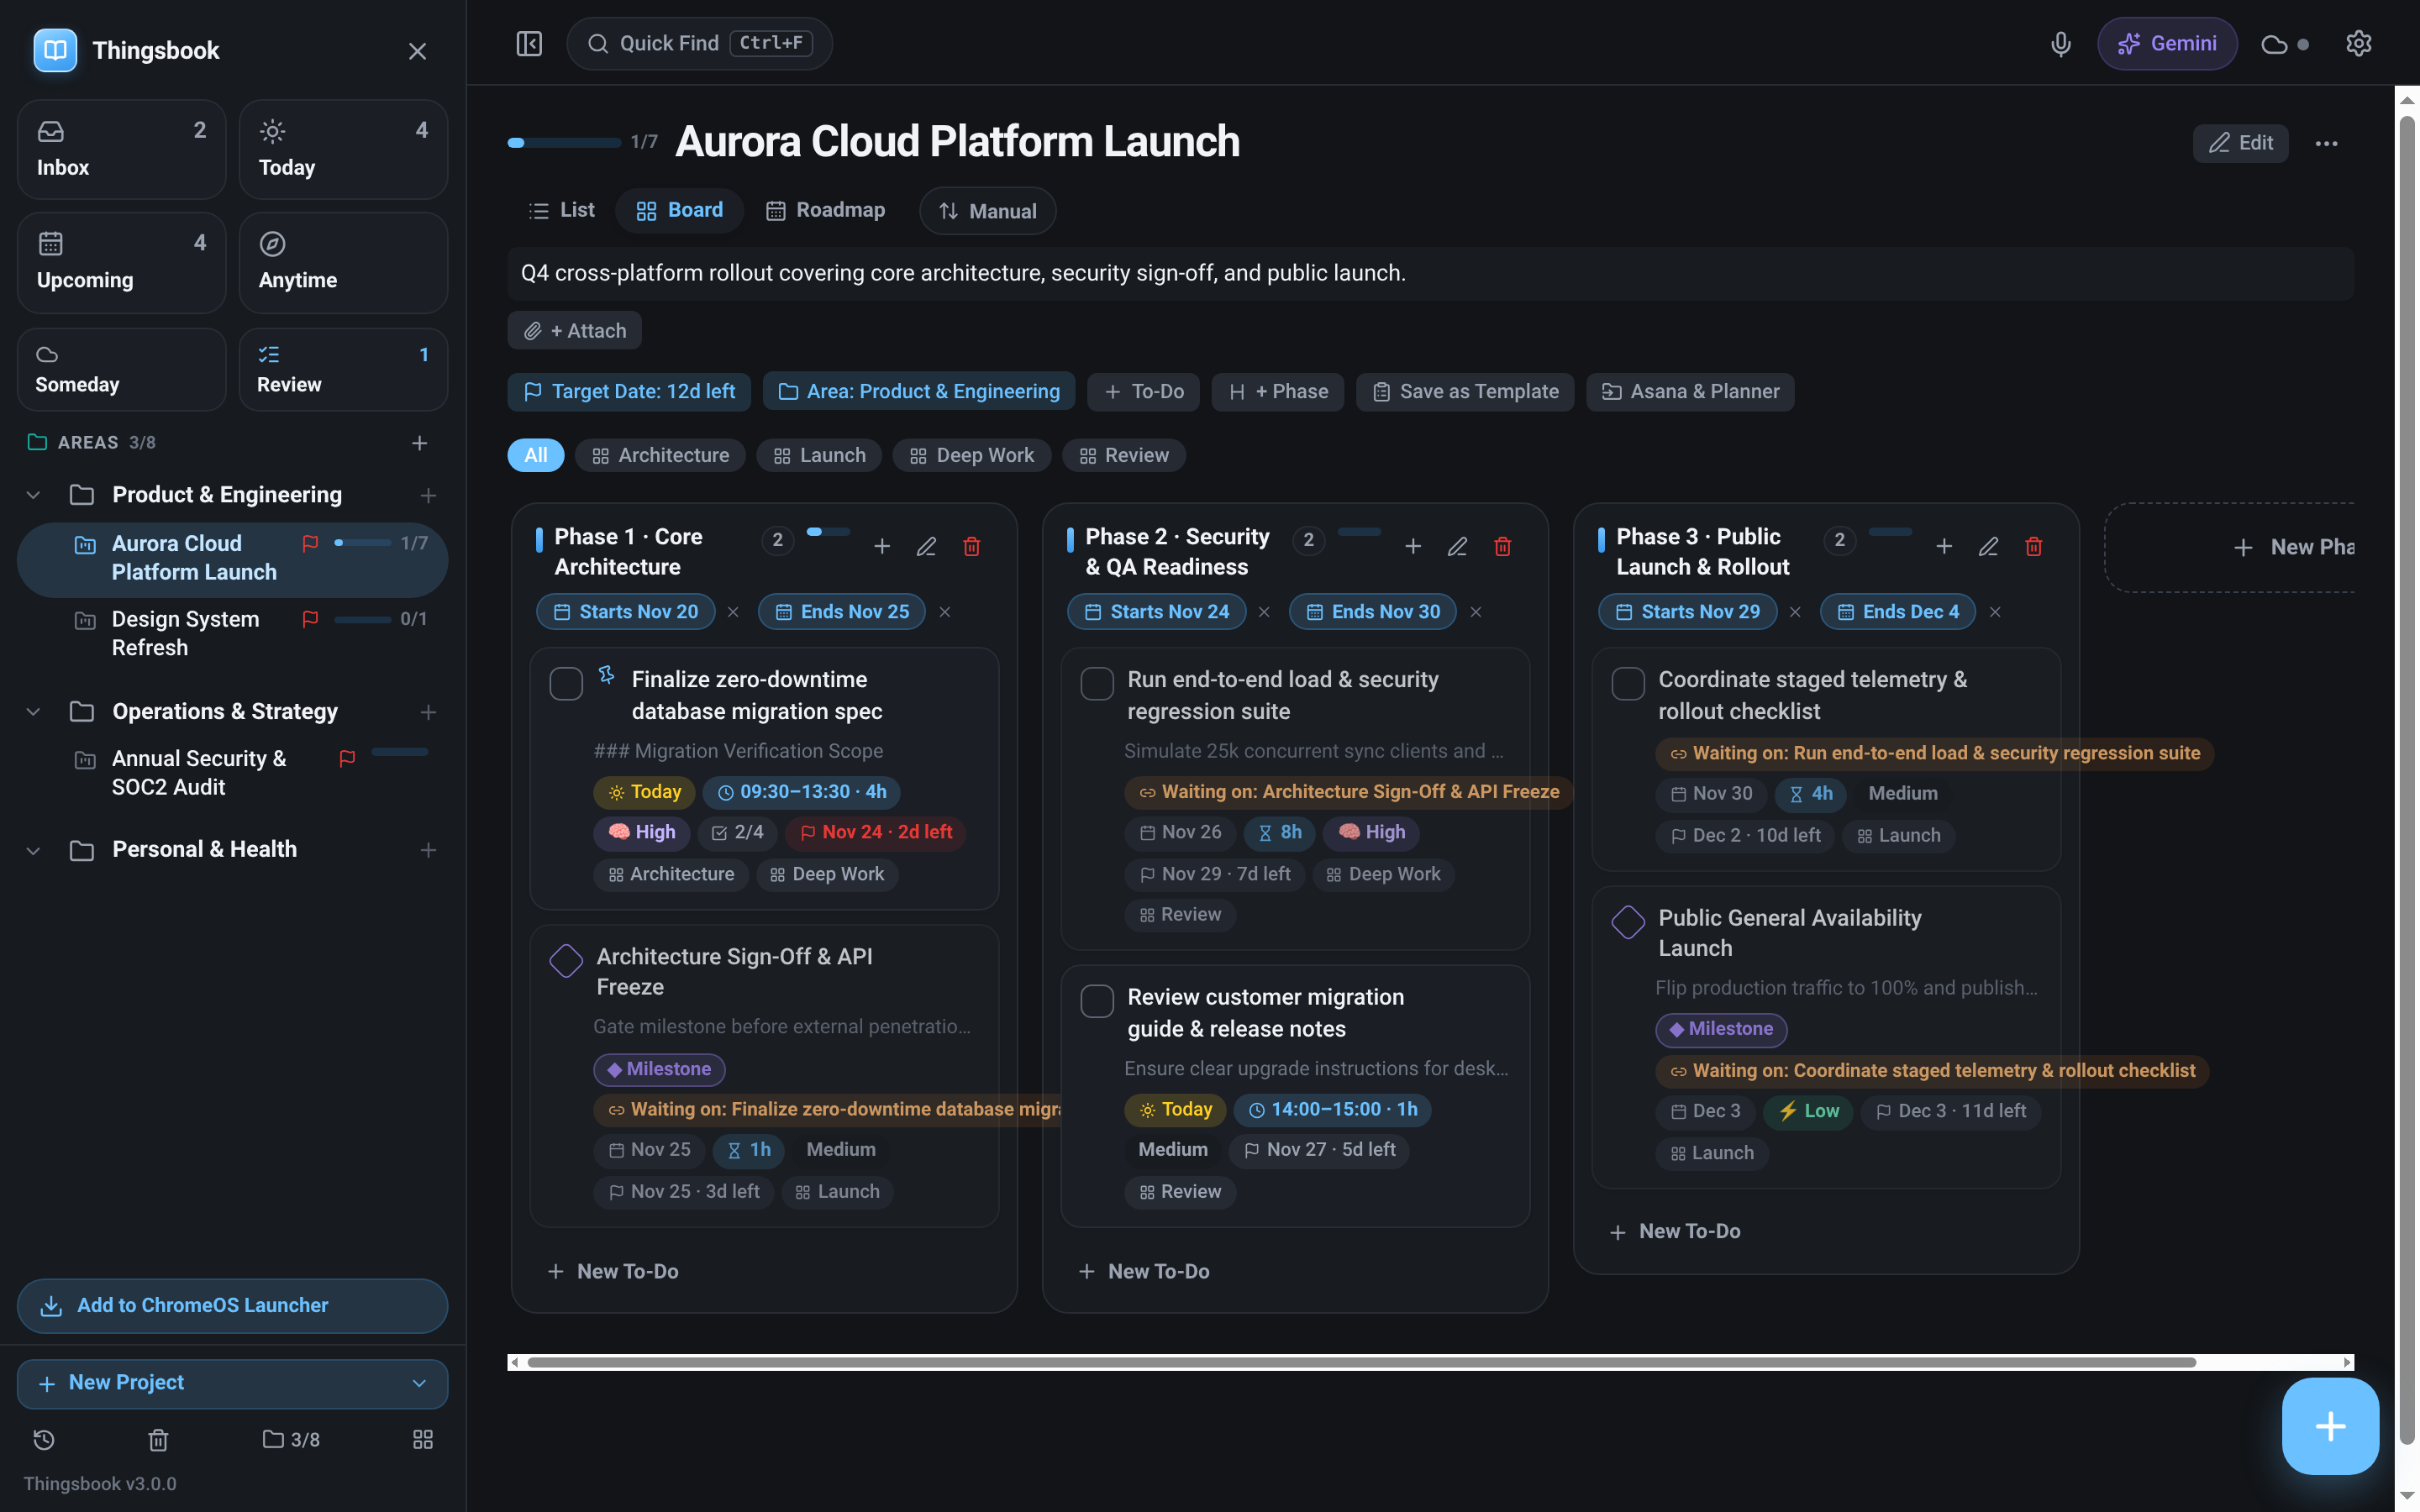 Thingsbook
Inbox 2
Today 4
Upcoming 4
Anytime
Someday
Review 1
AREAS 3/8
Product & Engineering
Aurora Cloud
Platform Launch
1/7
Design System
Refresh
0/1
Operations & Strategy
Annual Security &
SOC2 Audit
Personal & Health
Add to ChromeOS Launcher
New Project
3/8
Thingsbook v3.0.0
Quick Find Ctrl+F
Gemini
1/7 Aurora Cloud Platform Launch
Edit
List Board Roadmap Manual
Q4 cross-platform rollout covering core architecture, security sign-off, and public launch.
+ Attach
Target Date: 12d left Area: Product & Engineering To-Do + Phase Save as Template Asana & Planner
All Architecture Launch Deep Work Review
Phase 1 · Core
Architecture
2
Starts Nov 20 Ends Nov 25
Finalize zero-downtime
database migration spec
### Migration Verification Scope
Today 09:30–13:30 · 4h
🧠 High 2/4 Nov 24 · 2d left
Architecture Deep Work
Architecture Sign-Off & API
Freeze
Gate milestone before external penetratio…
Milestone
Waiting on: Finalize zero-downtime database migr
Nov 25 1h Medium
Nov 25 · 3d left Launch
New To-Do
Phase 2 · Security
& QA Readiness
2
Starts Nov 24 Ends Nov 30
Run end-to-end load & security
regression suite
Simulate 25k concurrent sync clients and …
Waiting on: Architecture Sign-Off & API Freeze
Nov 26 8h 🧠 High
Nov 29 · 7d left Deep Work
Review
Review customer migration
guide & release notes
Ensure clear upgrade instructions for desk…
Today 14:00–15:00 · 1h
Medium Nov 27 · 5d left
Review
New To-Do
Phase 3 · Public
Launch & Rollout
2
Starts Nov 29 Ends Dec 4
Coordinate staged telemetry &
rollout checklist
Waiting on: Run end-to-end load & security regression suite
Nov 30 4h Medium
Dec 2 · 10d left Launch
Public General Availability
Launch
Flip production traffic to 100% and publish…
Milestone
Waiting on: Coordinate staged telemetry & rollout checklist
Dec 3 ⚡ Low Dec 3 · 11d left
Launch
New To-Do
New Pha